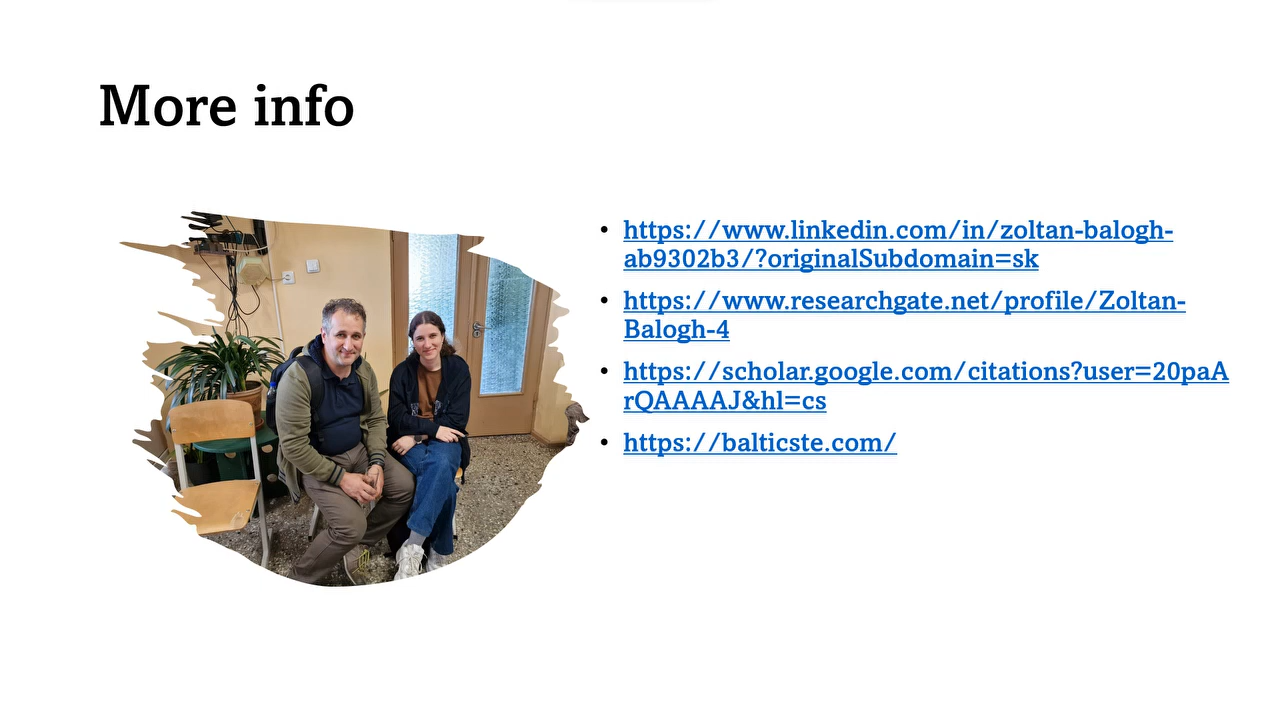 More info
• https://www.linkedin.com/in/zoltan-balogh-
ab9302b3/?originalSubdomain=sk
• https://www.researchgate.net/profile/Zoltan-
Balogh-4
• https://scholar.google.com/citations?user=20paA
rQAAAAJ&hl=cs
• https://balticste.com/